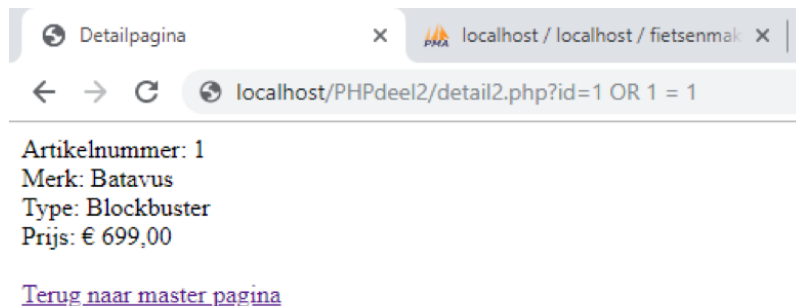 Detailpagina
PMA localhost / localhost / fietsenmak
localhost/PHPdeel2/detail2.php?id=1 OR 1 = 1
Artikelnummer: 1
Merk: Batavus
Type: Blockbuster
Prijs: € 699,00
Terug naar master pagina